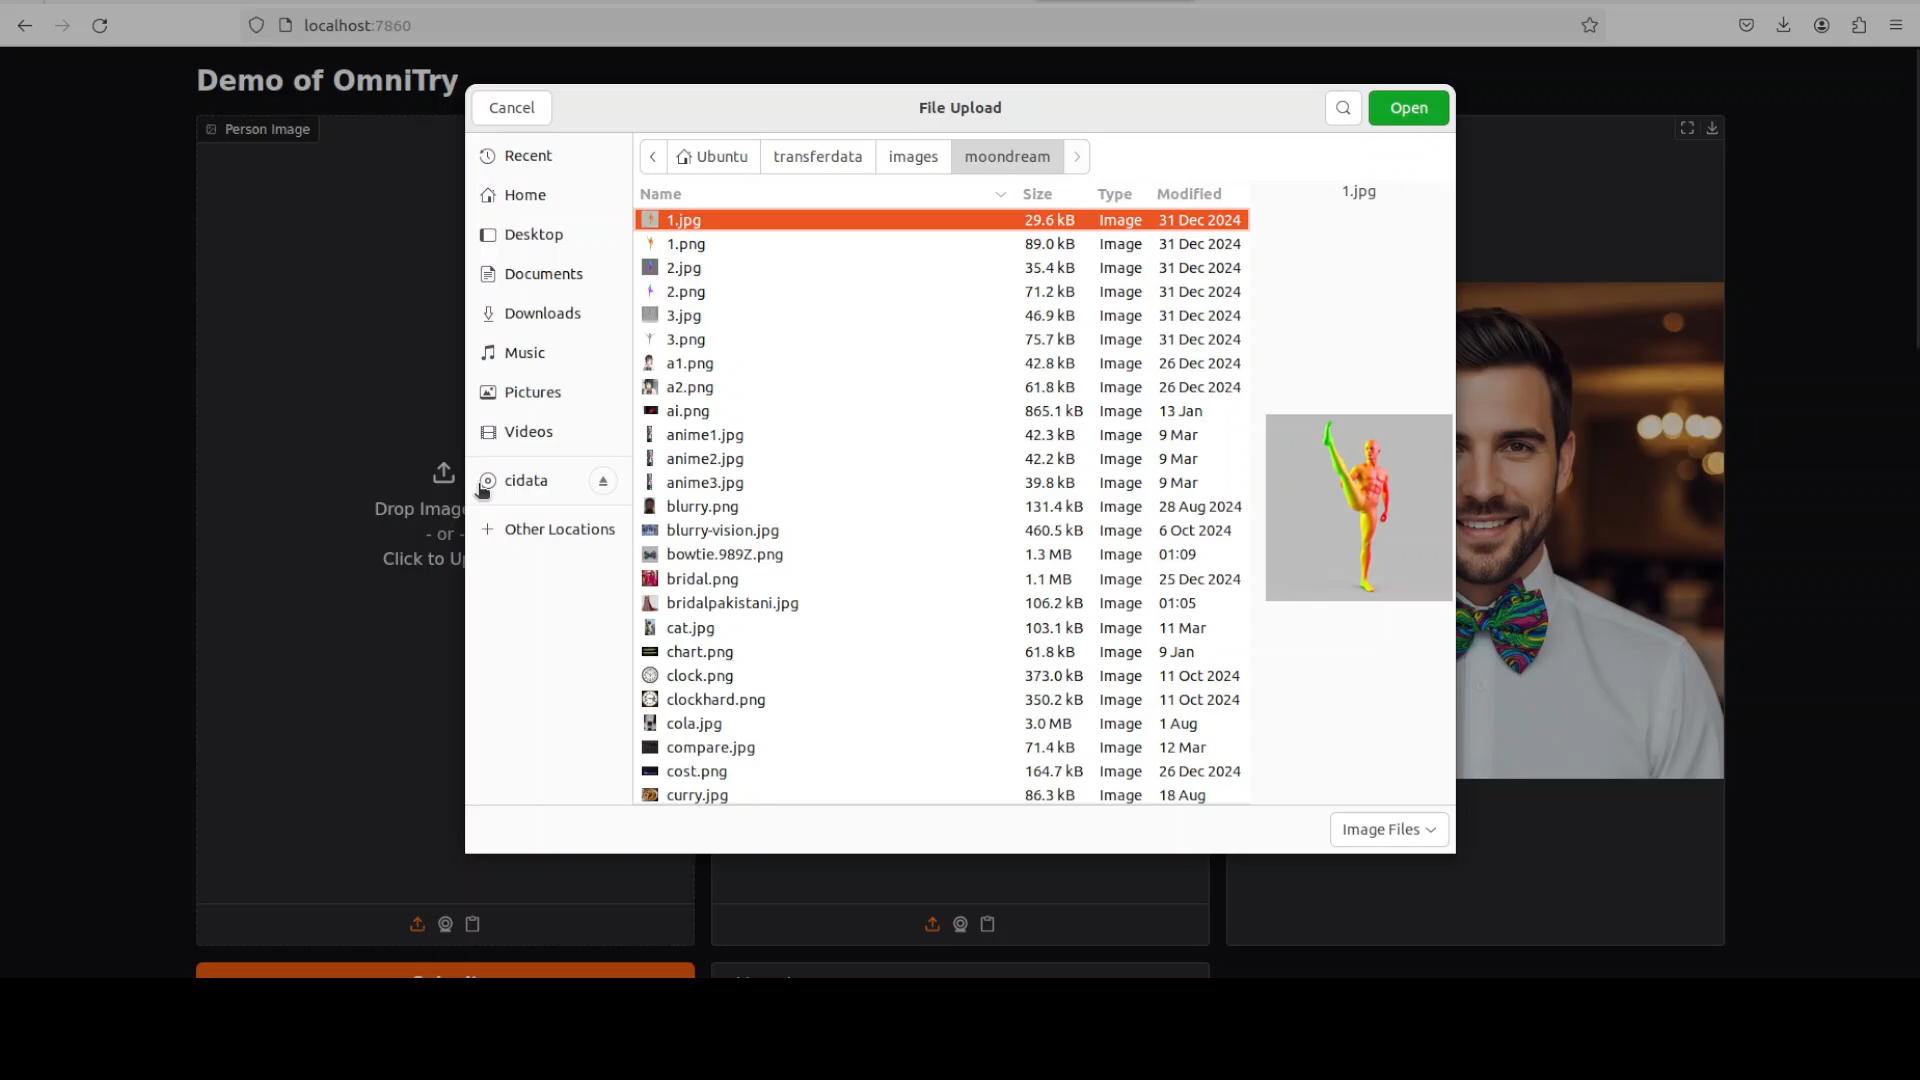 localhost:7860
Demo of OmniTry
Person Image
Drop Image
- or -
Click to U
Cancel
File Upload
Open
Recent
Home
Desktop
Documents
Downloads
Music
Pictures
Videos
cidata
Other Locations
Ubuntu transferdata images moondream
Name Size Type Modified
1.jpg 29.6 kB Image 31 Dec 2024
1.png 89.0 kB Image 31 Dec 2024
2.jpg 35.4 kB Image 31 Dec 2024
2.png 71.2 kB Image 31 Dec 2024
3.jpg 46.9 kB Image 31 Dec 2024
3.png 75.7 kB Image 31 Dec 2024
a1.png 42.8 kB Image 26 Dec 2024
a2.png 61.8 kB Image 26 Dec 2024
ai.png 865.1 kB Image 13 Jan
anime1.jpg 42.3 kB Image 9 Mar
anime2.jpg 42.2 kB Image 9 Mar
anime3.jpg 39.8 kB Image 9 Mar
blurry.png 131.4 kB Image 28 Aug 2024
blurry-vision.jpg 460.5 kB Image 6 Oct 2024
bowtie.989Z.png 1.3 MB Image 01:09
bridal.png 1.1 MB Image 25 Dec 2024
bridalpakistani.jpg 106.2 kB Image 01:05
cat.jpg 103.1 kB Image 11 Mar
chart.png 61.8 kB Image 9 Jan
clock.png 373.0 kB Image 11 Oct 2024
clockhard.png 350.2 kB Image 11 Oct 2024
cola.jpg 3.0 MB Image 1 Aug
compare.jpg 71.4 kB Image 12 Mar
cost.png 164.7 kB Image 26 Dec 2024
curry.jpg 86.3 kB Image 18 Aug
1.jpg
Image Files